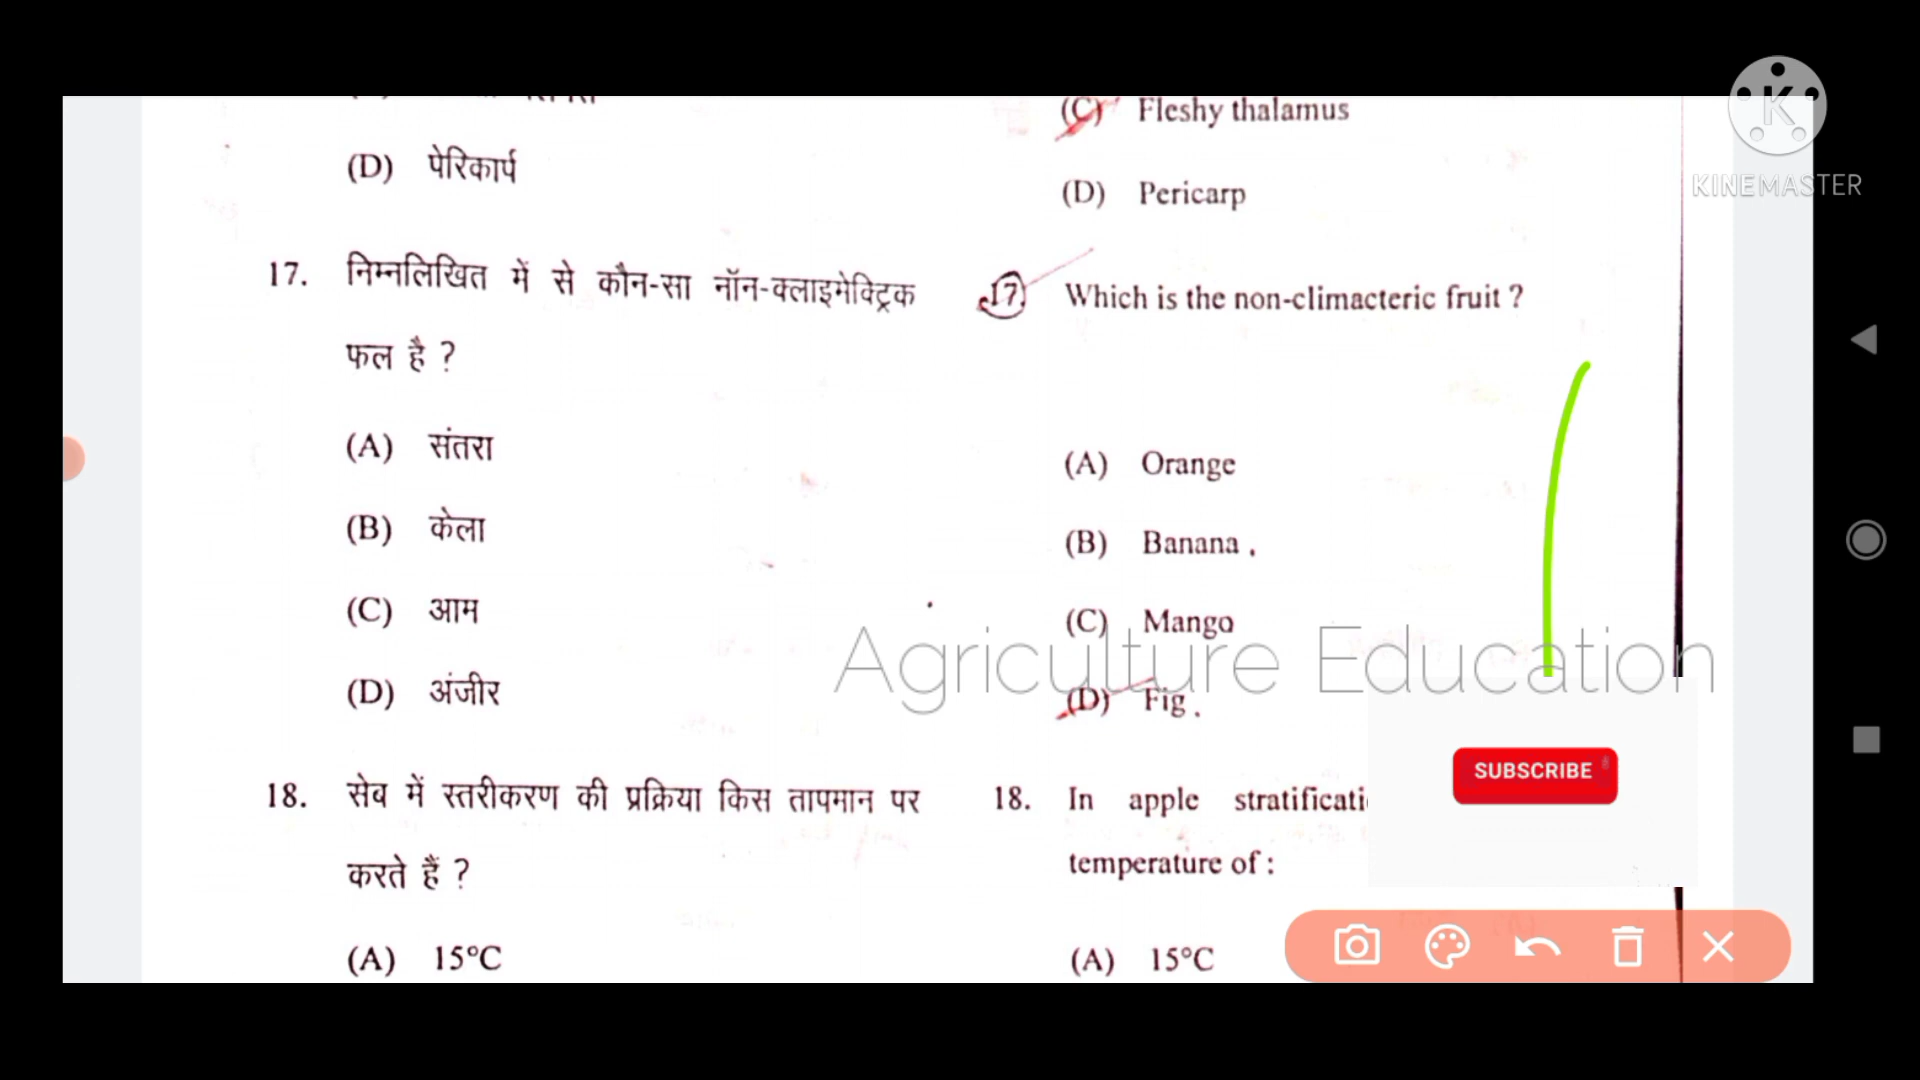 (D) पेरिकार्प
17. निम्नलिखित में से कौन-सा नॉन-क्लाइमेक्ट्रिक
फल है ?
(A) संतरा
(B) केला
(C) आम
(D) अंजीर
18. सेब में स्तरीकरण की प्रक्रिया किस तापमान पर
करते हैं ?
(A) 15°C
(C) Fleshy thalamus
(D) Pericarp
17. Which is the non-climacteric fruit ?
(A) Orange
(B) Banana .
(C) Mango
(D) Fig .
18. In apple
temperature of :
(A) 15°C
Agriculture Education
SUBSCRIBE
K
KINEMASTER